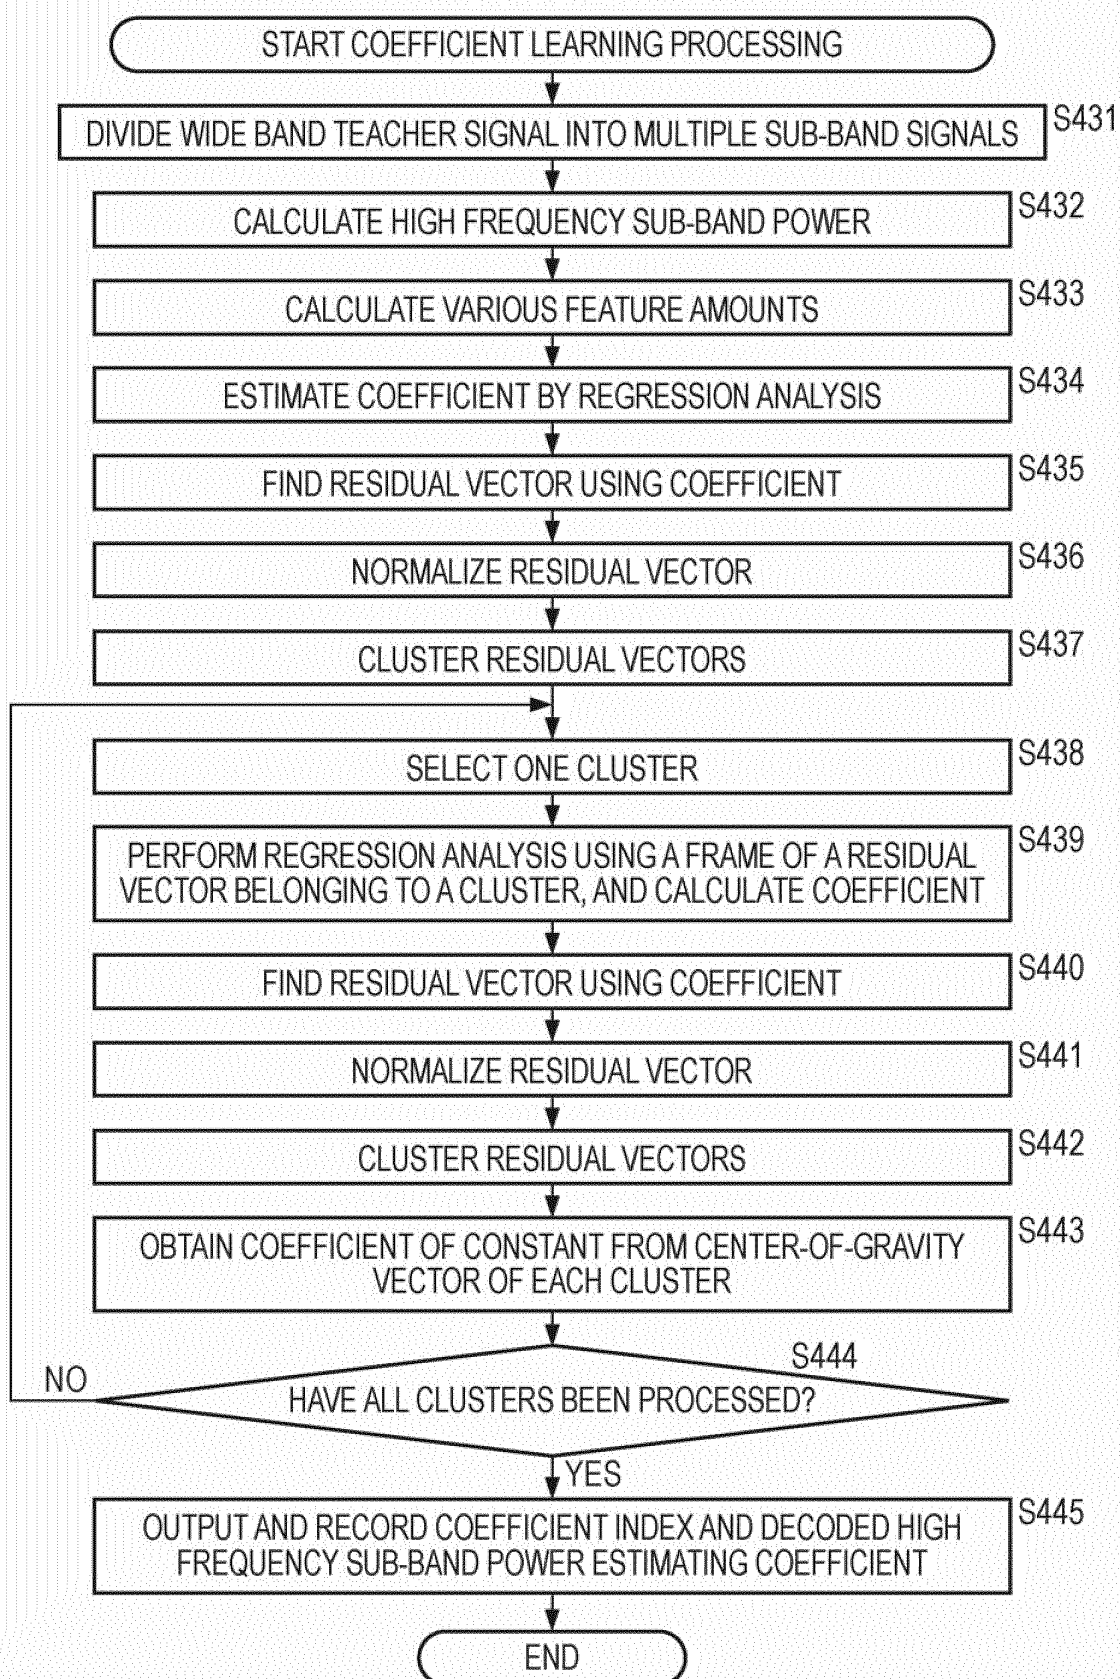 START COEFFICIENT LEARNING PROCESSING
DIVIDE WIDE BAND TEACHER SIGNAL INTO MULTIPLE SUB-BAND SIGNALS
S431
CALCULATE HIGH FREQUENCY SUB-BAND POWER
S432
CALCULATE VARIOUS FEATURE AMOUNTS
S433
ESTIMATE COEFFICIENT BY REGRESSION ANALYSIS
S434
FIND RESIDUAL VECTOR USING COEFFICIENT
S435
NORMALIZE RESIDUAL VECTOR
S436
CLUSTER RESIDUAL VECTORS
S437
SELECT ONE CLUSTER
S438
PERFORM REGRESSION ANALYSIS USING A FRAME OF A RESIDUAL
VECTOR BELONGING TO A CLUSTER, AND CALCULATE COEFFICIENT
S439
FIND RESIDUAL VECTOR USING COEFFICIENT
S440
NORMALIZE RESIDUAL VECTOR
S441
CLUSTER RESIDUAL VECTORS
S442
OBTAIN COEFFICIENT OF CONSTANT FROM CENTER-OF-GRAVITY
VECTOR OF EACH CLUSTER
S443
S444
NO
HAVE ALL CLUSTERS BEEN PROCESSED?
YES
OUTPUT AND RECORD COEFFICIENT INDEX AND DECODED HIGH
FREQUENCY SUB-BAND POWER ESTIMATING COEFFICIENT
S445
END